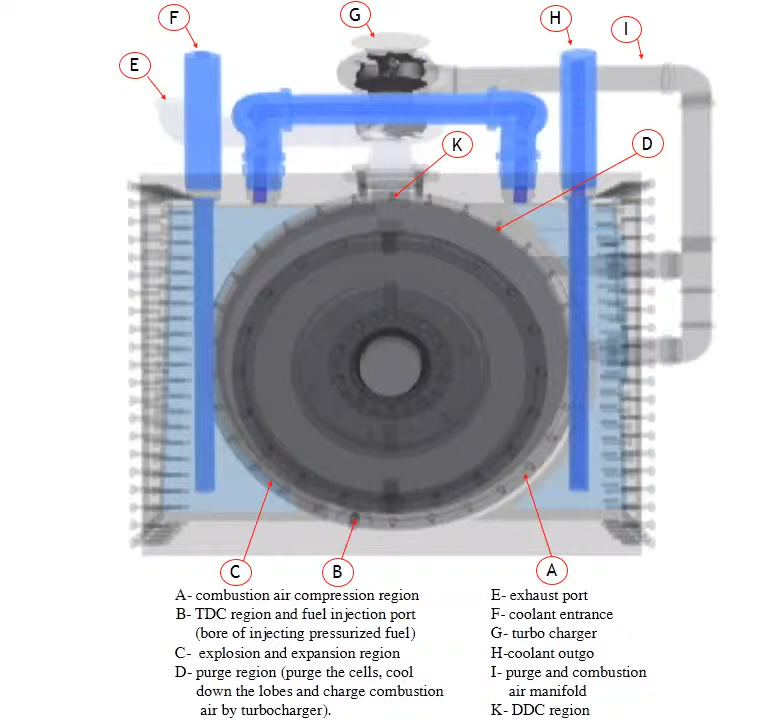 F
G
H
I
E
K
D
C
B
A
A- combustion air compression region
B- TDC region and fuel injection port
(bore of injecting pressurized fuel)
C- explosion and expansion region
D- purge region (purge the cells, cool
down the lobes and charge combustion
air by turbocharger).
E- exhaust port
F- coolant entrance
G- turbo charger
H-coolant outgo
I- purge and combustion
air manifold
K- DDC region